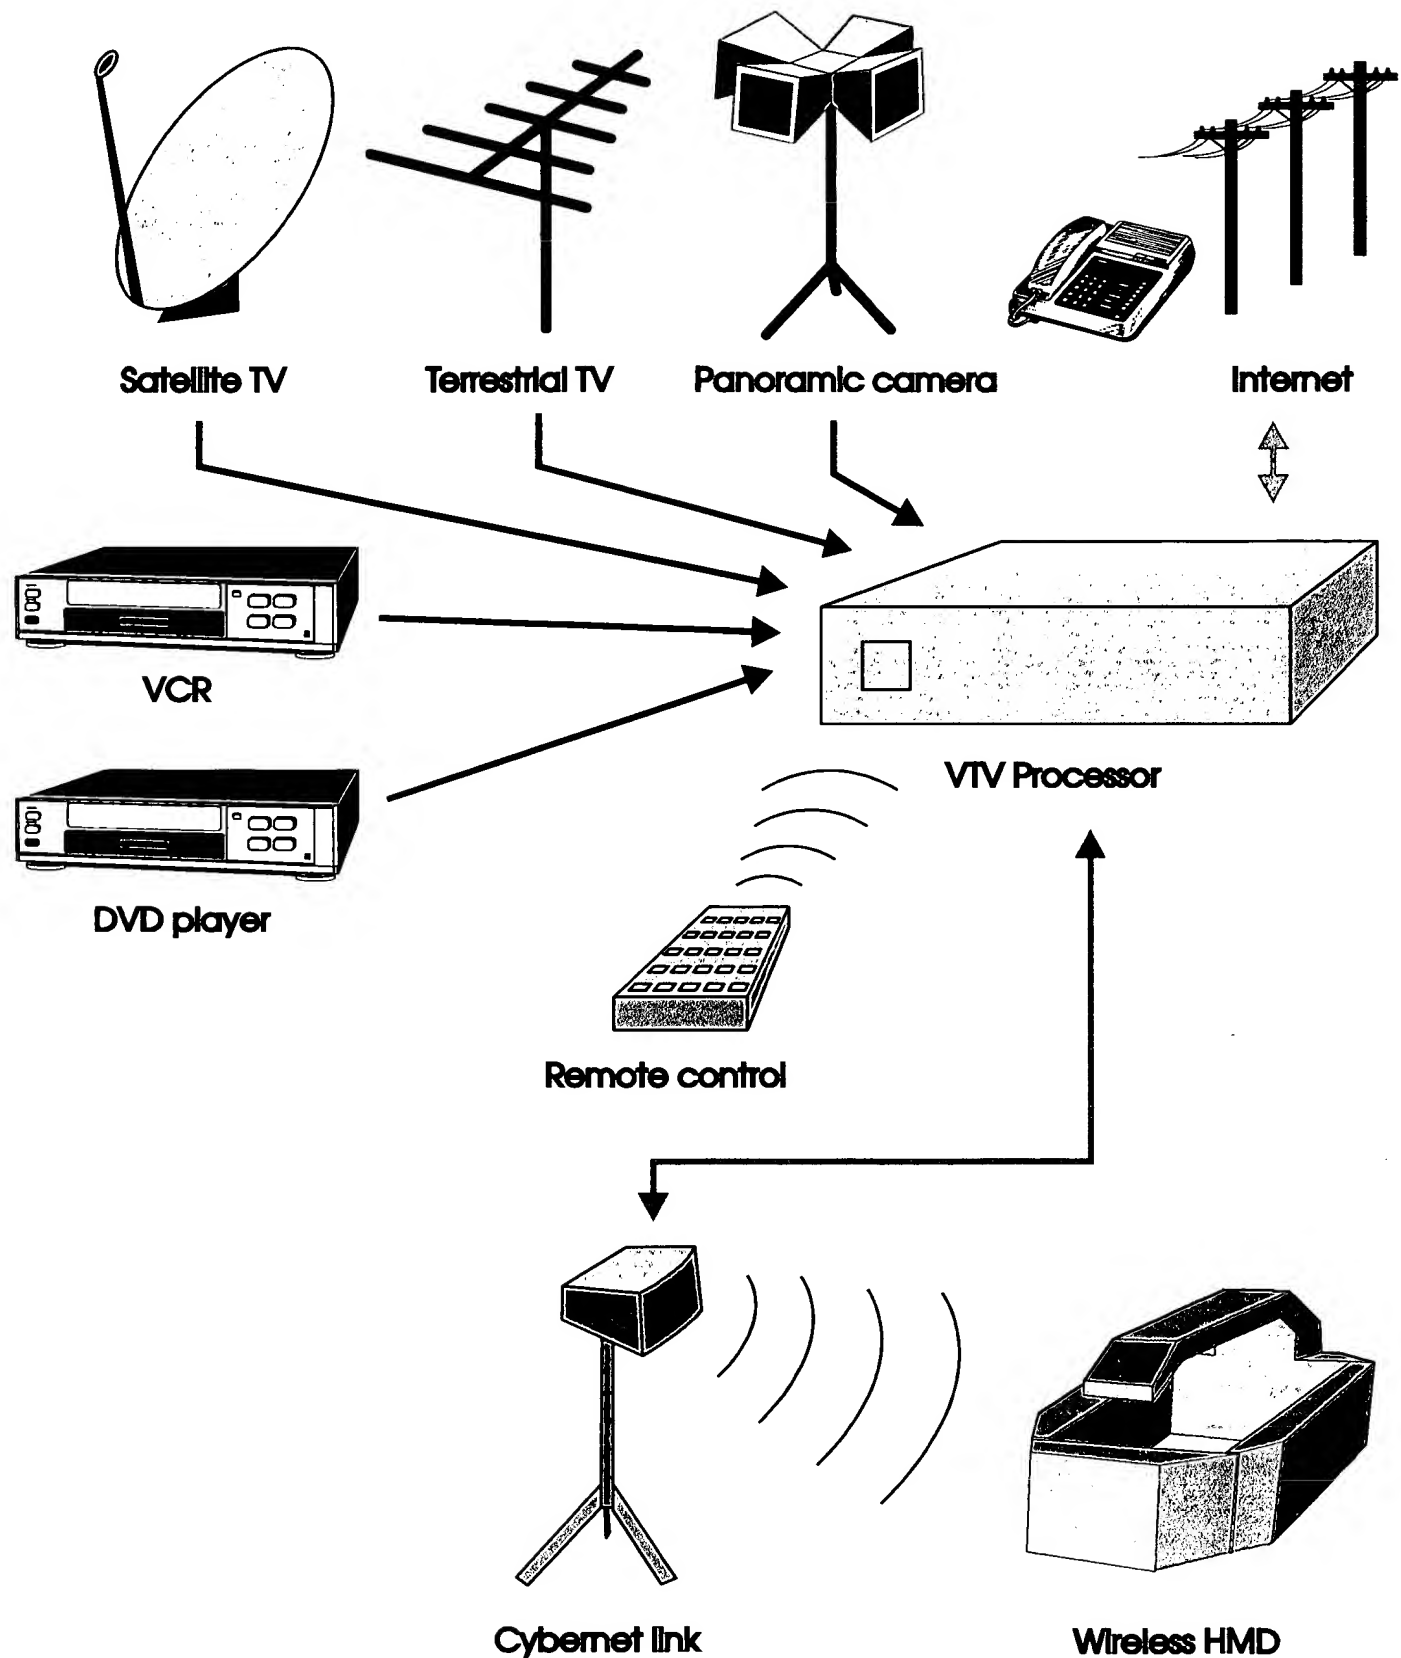 Satellite TV
Terrestrial TV
Panoramic camera
Internet
VCR
VTV Processor
DVD player
Remote control
Cybernet link
Wireless HMD